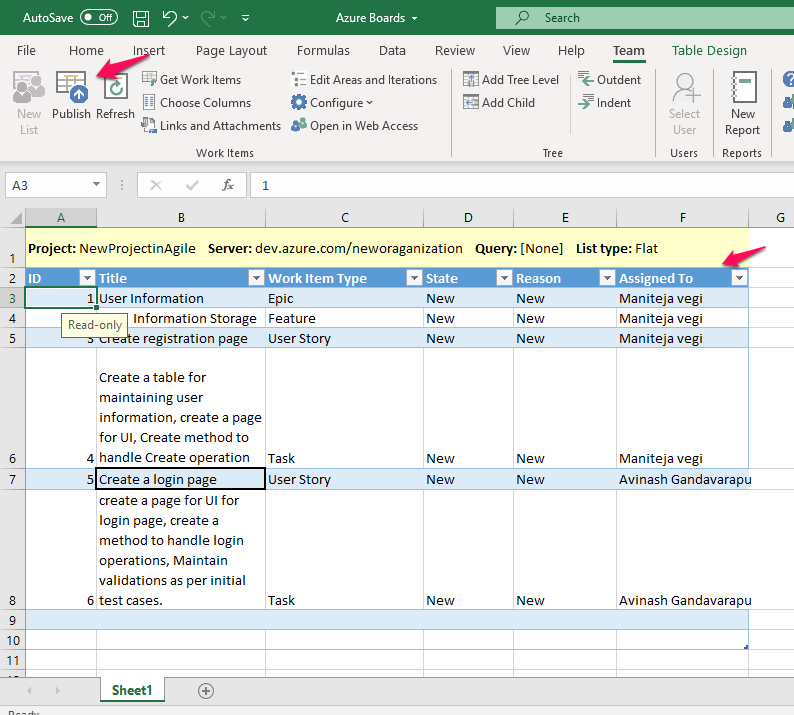 AutoSave Off Azure Boards Search
File Home Insert Page Layout Formulas Data Review View Help Team Table Design
New List
Publish
Refresh
Get Work Items
Choose Columns
Links and Attachments
Edit Areas and Iterations
Configure
Open in Web Access
Work Items
Add Tree Level
Add Child
Outdent
Indent
Tree
Select User
Users
New Report
Reports
A3 fx 1
A B C D E F G
1 Project: NewProjectinAgile Server: dev.azure.com/neworaganization Query: [None] List type: Flat
2 ID Title Work Item Type State Reason Assigned To
3 1 User Information Epic New New Maniteja vegi
4 Information Storage Feature New New Maniteja vegi
Read-only
5 3 Create registration page User Story New New Maniteja vegi
Create a table for
maintaining user
information, create a page
for UI, Create method to
6 4 handle Create operation Task New New Maniteja vegi
7 5 Create a login page User Story New New Avinash Gandavarapu
create a page for UI for
login page, create a
method to handle login
operations, Maintain
validations as per initial
8 6 test cases. Task New New Avinash Gandavarapu
9
10
11
Sheet1